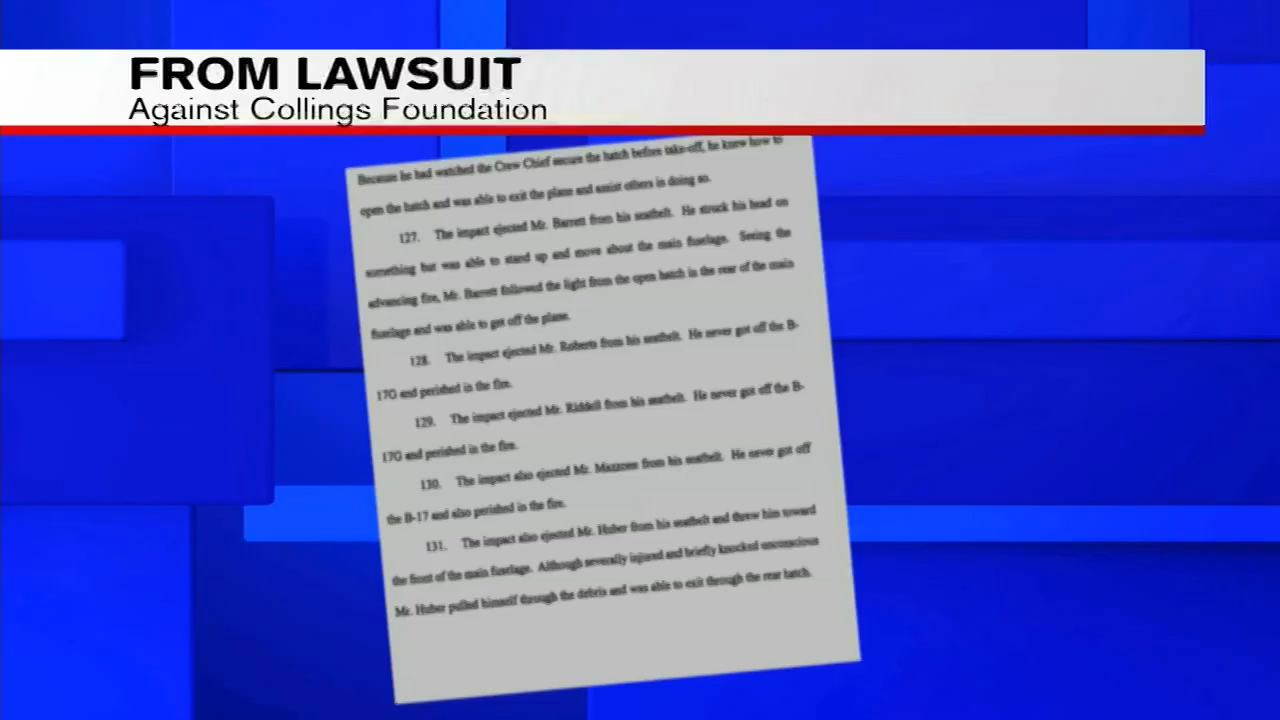 FROM LAWSUIT
Against Collings Foundation
Because he had watched the Crew Chief secure the hatch before take-off, he knew how to
open the hatch and was able to exit the plane and assist others in doing so.
127. The impact ejected Mr. Barrett from his seatbelt. He struck his head on
something but was able to stand up and move about the main fuselage. Seeing the
advancing fire, Mr. Barrett followed the light from the open hatch in the rear of the main
fuselage and was able to get off the plane.
128. The impact ejected Mr. Roberts from his seatbelt. He never got off the B-
17G and perished in the fire.
129. The impact ejected Mr. Riddell from his seatbelt. He never got off the B-
17G and perished in the fire.
130. The impact also ejected Mr. Mazzone from his seatbelt. He never got off
the B-17 and also perished in the fire.
131. The impact also ejected Mr. Huber from his seatbelt and threw him toward
the front of the main fuselage. Although severally injured and briefly knocked unconscious
Mr. Huber pulled himself through the debris and was able to exit through the rear hatch.